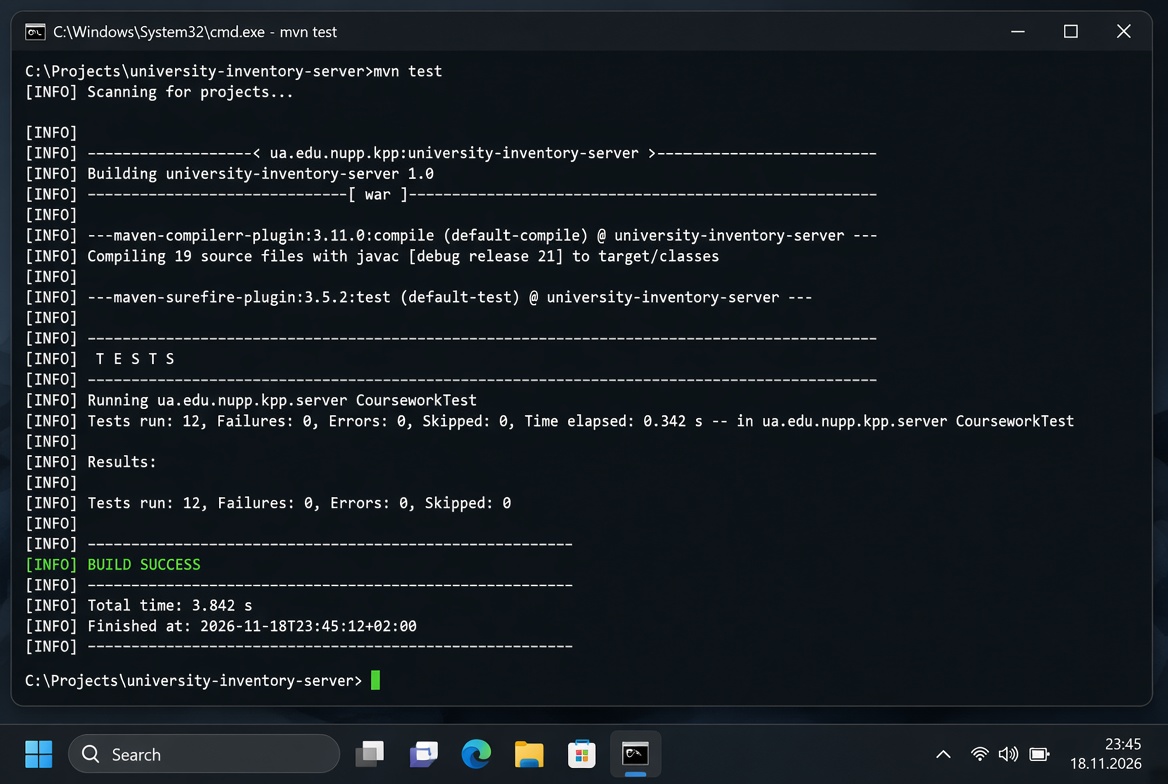 C:\Windows\System32\cmd.exe - mvn test
C:\Projects\university-inventory-server>mvn test
[INFO] Scanning for projects...
[INFO]
[INFO] -------------------< ua.edu.nupp.kpp:university-inventory-server >-------------------------
[INFO] Building university-inventory-server 1.0
[INFO] ------------------------------[ war ]------------------------------------------------------
[INFO]
[INFO] ---maven-compilerr-plugin:3.11.0:compile (default-compile) @ university-inventory-server ---
[INFO] Compiling 19 source files with javac [debug release 21] to target/classes
[INFO]
[INFO] ---maven-surefire-plugin:3.5.2:test (default-test) @ university-inventory-server ---
[INFO]
[INFO] -------------------------------------------------------------------------------------------
[INFO] T E S T S
[INFO] -------------------------------------------------------------------------------------------
[INFO] Running ua.edu.nupp.kpp.server CourseworkTest
[INFO] Tests run: 12, Failures: 0, Errors: 0, Skipped: 0, Time elapsed: 0.342 s -- in ua.edu.nupp.kpp.server CourseworkTest
[INFO]
[INFO] Results:
[INFO]
[INFO] Tests run: 12, Failures: 0, Errors: 0, Skipped: 0
[INFO]
[INFO] --------------------------------------------------------
[INFO] BUILD SUCCESS
[INFO] --------------------------------------------------------
[INFO] Total time: 3.842 s
[INFO] Finished at: 2026-11-18T23:45:12+02:00
[INFO] --------------------------------------------------------
C:\Projects\university-inventory-server>
Search
23:45
18.11.2026